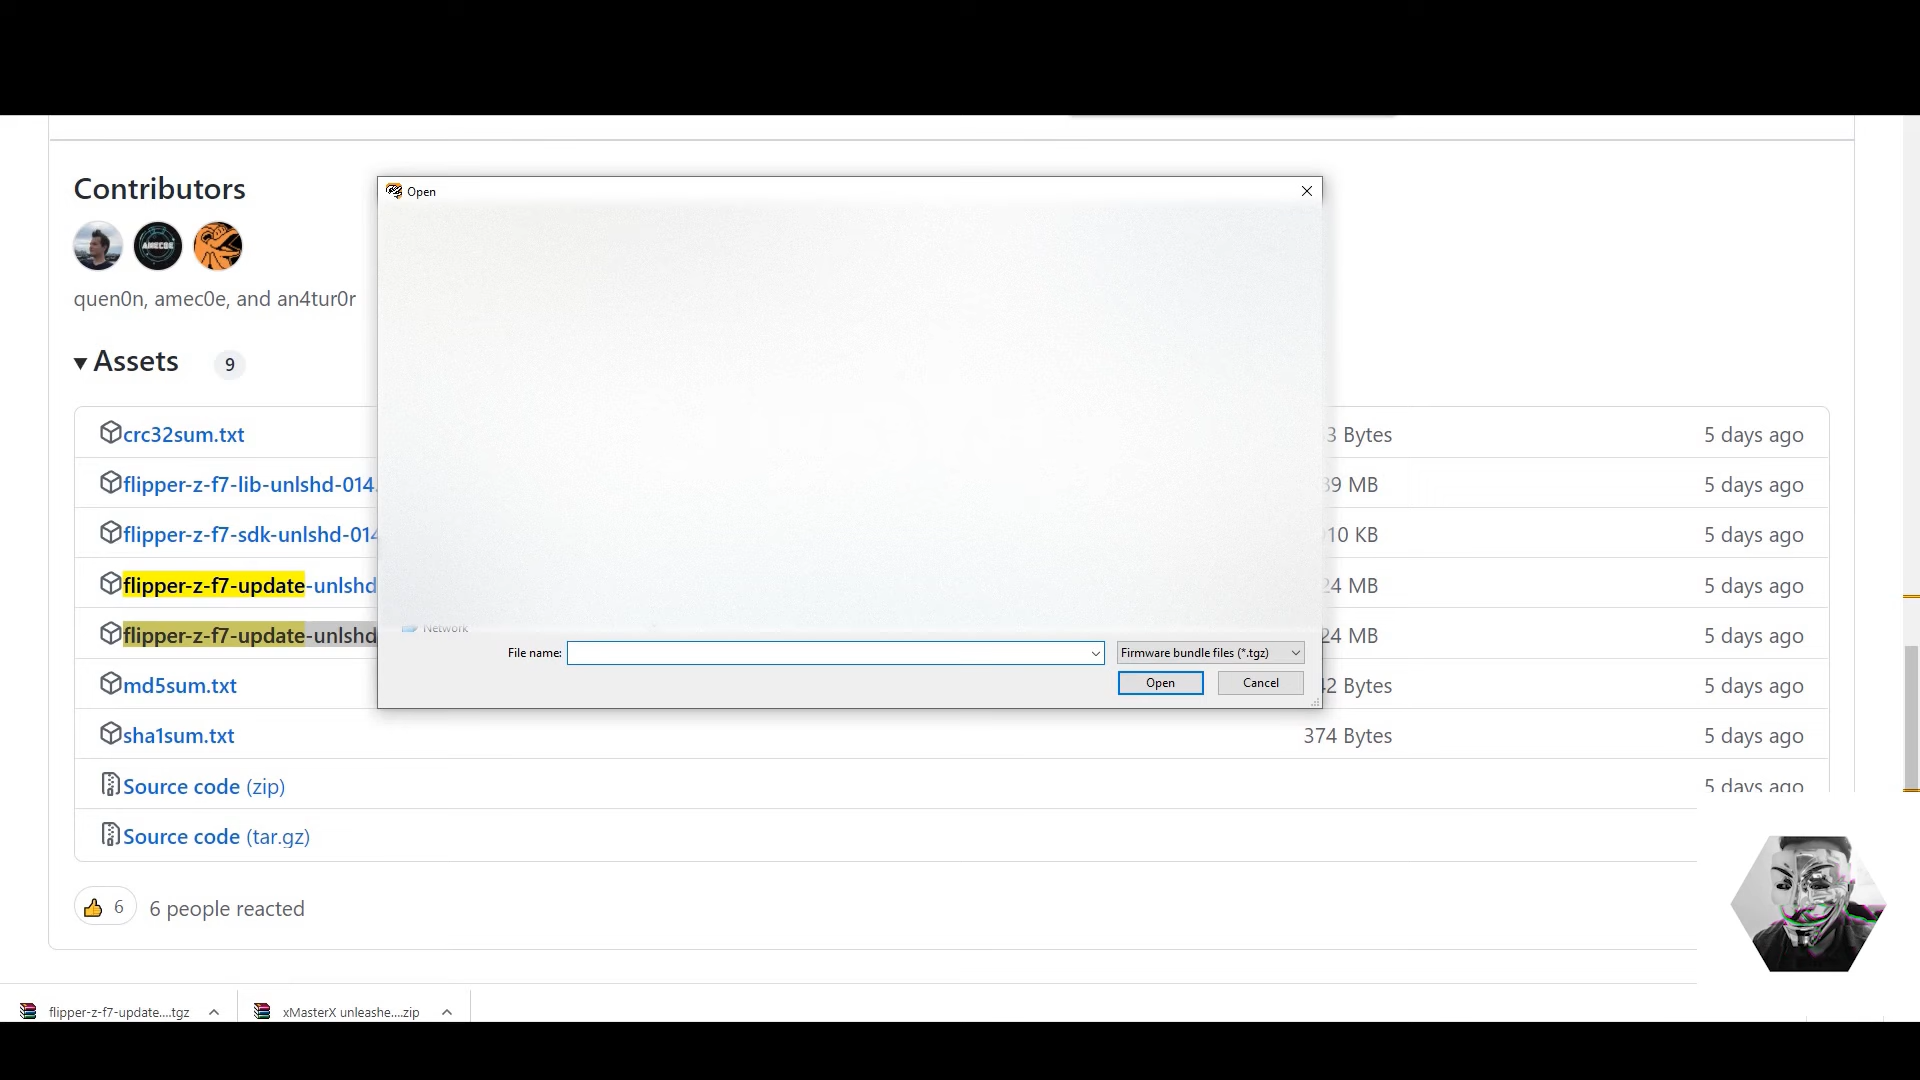 Open
Contributors
quen0n, amec0e, and an4tur0r
Assets 9
crc32sum.txt 3 Bytes 5 days ago
flipper-z-f7-lib-unlshd-014. 39 MB 5 days ago
flipper-z-f7-sdk-unlshd-014 10 KB 5 days ago
flipper-z-f7-update-unlshd 24 MB 5 days ago
flipper-z-f7-update-unlshd 24 MB 5 days ago
Network
File name: Firmware bundle files (*.tgz)
Open Cancel
md5sum.txt 42 Bytes 5 days ago
sha1sum.txt 374 Bytes 5 days ago
Source code (zip) 5 days ago
Source code (tar.gz)
6 6 people reacted
flipper-z-f7-update....tgz xMasterX unleashe....zip